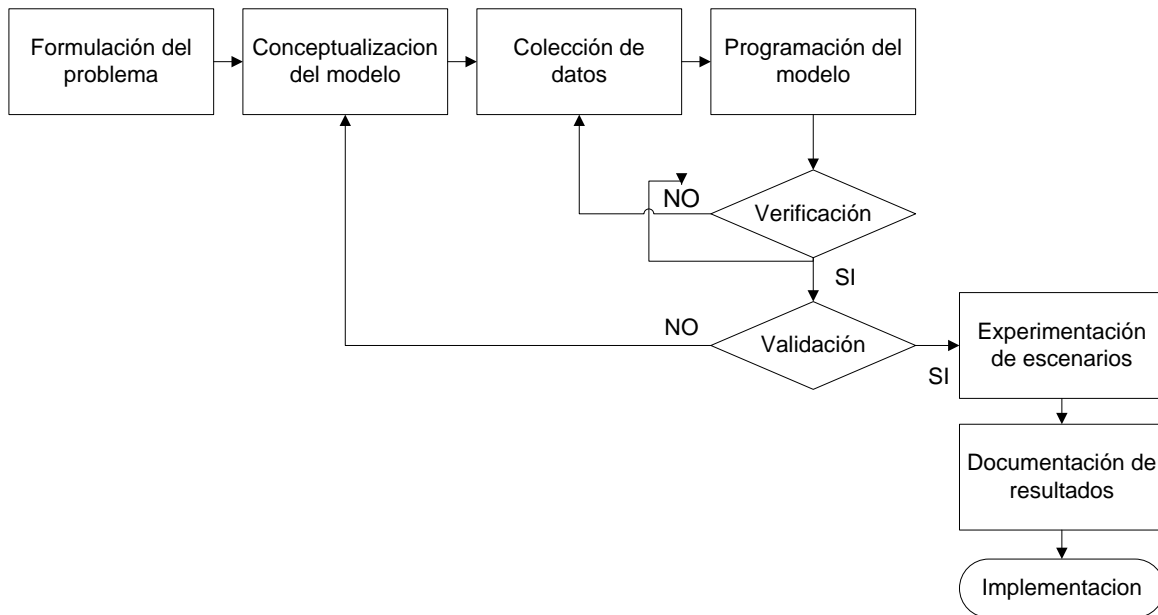 Formulación del
problema
Conceptualizacion
del modelo
Colección de
datos
Programación del
modelo
NO
Verificación
SI
NO
Validación
SI
Experimentación
de escenarios
Documentación de
resultados
Implementacion